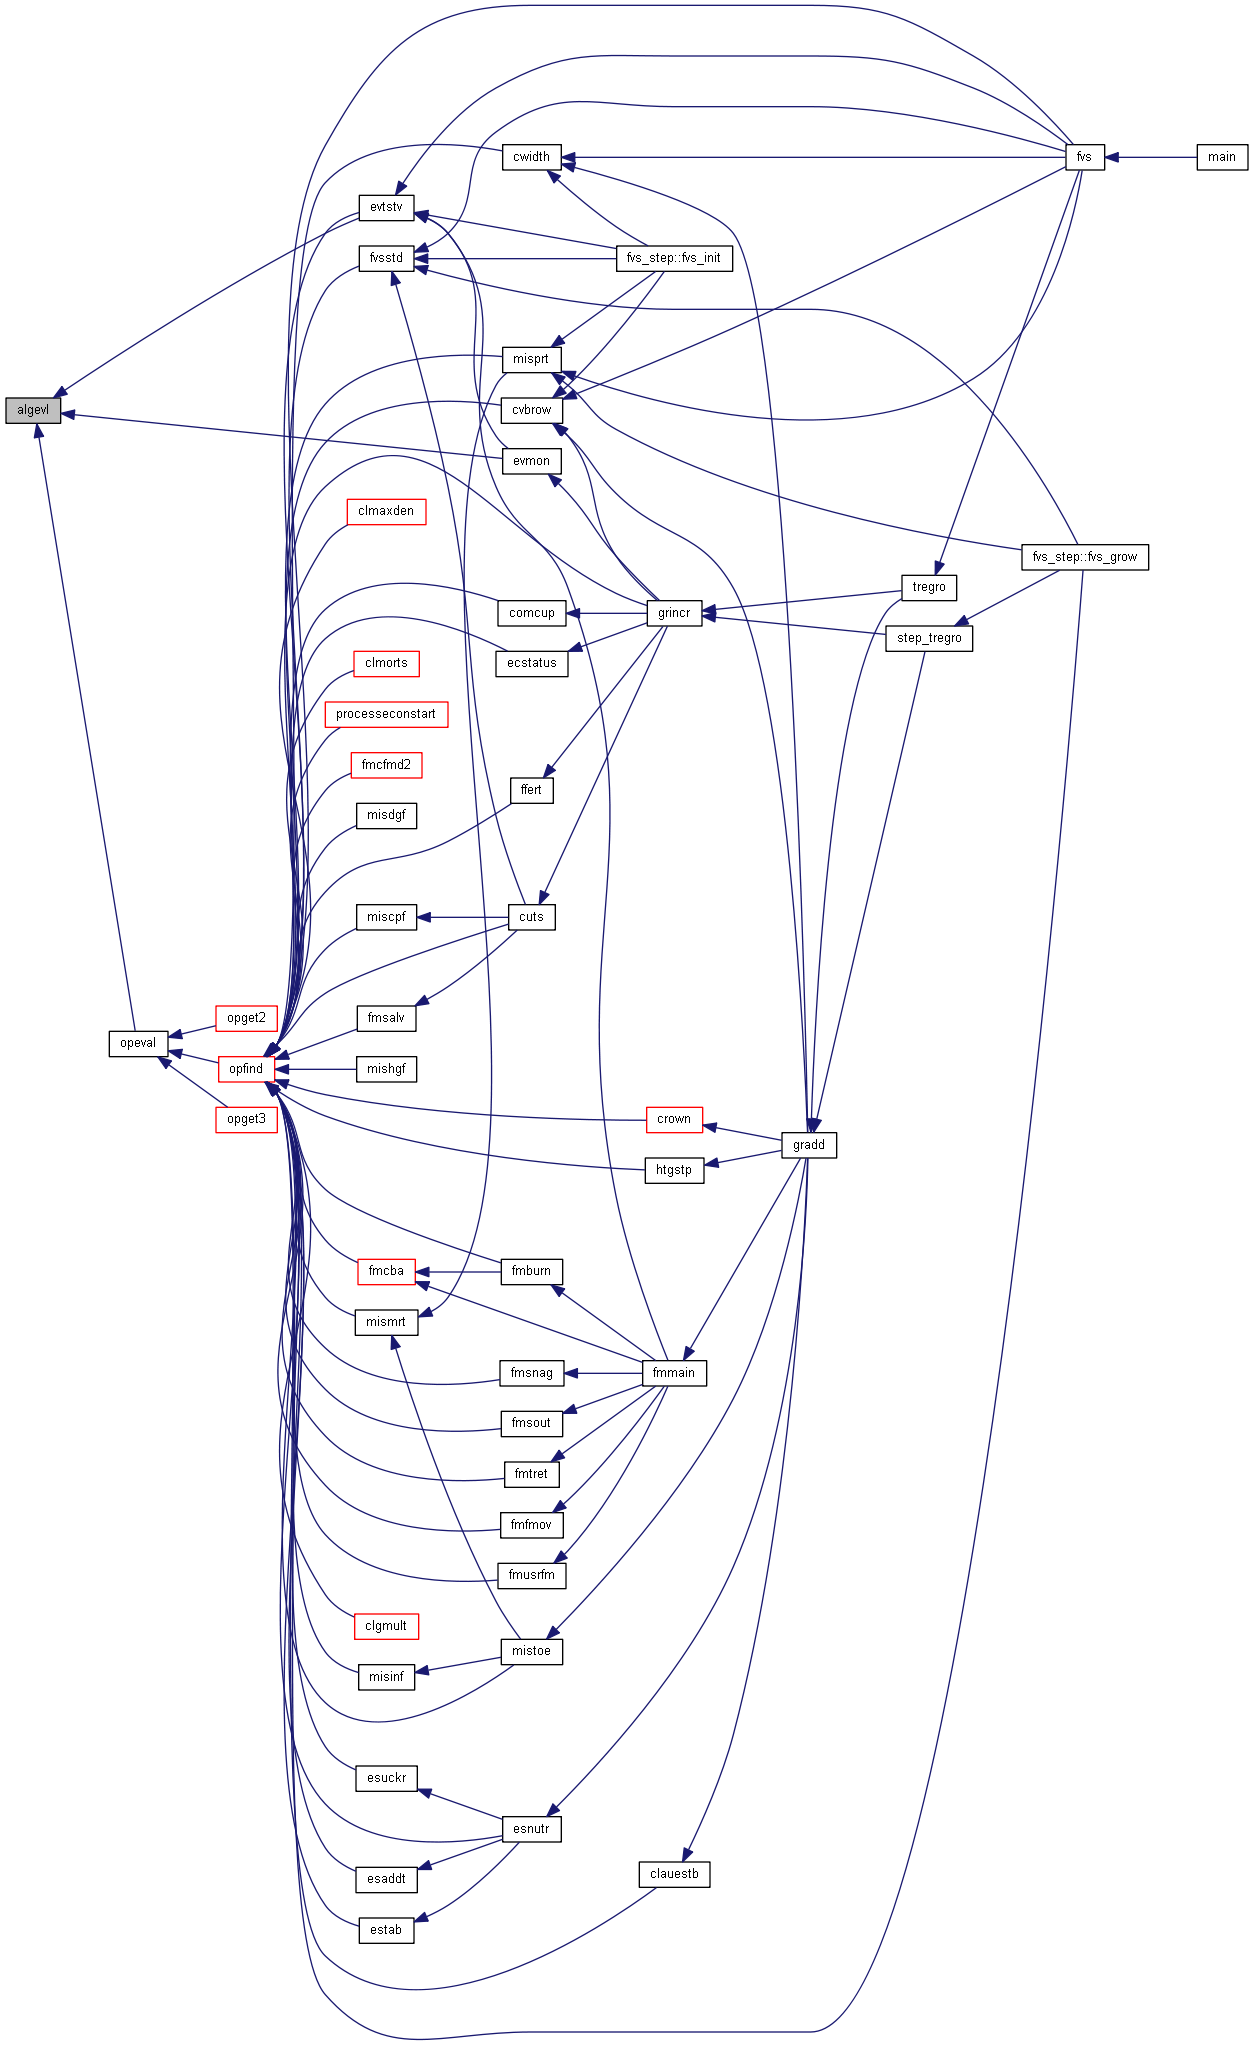 cwidth
fvs
main
evtstv
fvsstd
fvs_step::fvs_init
misprt
algevl
cvbrow
evmon
clmaxden
fvs_step::fvs_grow
tregro
comcup
grincr
step_tregro
clmorts
ecstatus
processeconstart
fmcfmd2
ffert
misdgf
miscpf
cuts
opget2
fmsalv
opeval
opfind
mishgf
opget3
crown
gradd
htgstp
fmcba
fmburn
mismrt
fmsnag
fmmain
fmsout
fmtret
fmfmov
fmusrfm
clgmult
mistoe
misinf
esuckr
esnutr
esaddt
clauestb
estab